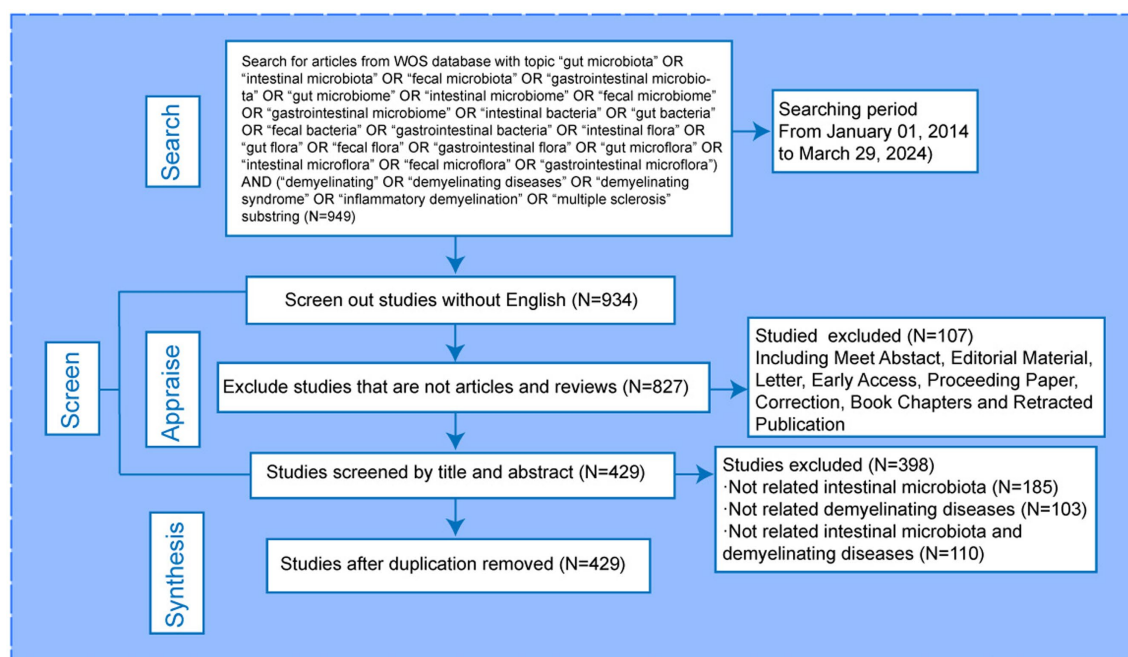 Search
Search for articles from WOS database with topic “gut microbiota” OR
“intestinal microbiota” OR “fecal microbiota” OR “gastrointestinal microbio-
ta” OR “gut microbiome” OR “intestinal microbiome” OR “fecal microbiome”
OR “gastrointestinal microbiome” OR “intestinal bacteria” OR “gut bacteria”
OR “fecal bacteria” OR “gastrointestinal bacteria” OR “intestinal flora” OR
“gut flora” OR “fecal flora” OR “gastrointestinal flora” OR “gut microflora” OR
“intestinal microflora” OR “fecal microflora” OR “gastrointestinal microflora”)
AND (“demyelinating” OR “demyelinating diseases” OR “demyelinating
syndrome” OR “inflammatory demyelination” OR “multiple sclerosis”
substring (N=949)
Searching period
From January 01, 2014
to March 29, 2024)
Screen
Appraise
Screen out studies without English (N=934)
Exclude studies that are not articles and reviews (N=827)
Studied excluded (N=107)
Including Meet Abstact, Editorial Material,
Letter, Early Access, Proceeding Paper,
Correction, Book Chapters and Retracted
Publication
Studies screened by title and abstract (N=429)
Studies excluded (N=398)
·Not related intestinal microbiota (N=185)
·Not related demyelinating diseases (N=103)
·Not related intestinal microbiota and
demyelinating diseases (N=110)
Synthesis
Studies after duplication removed (N=429)